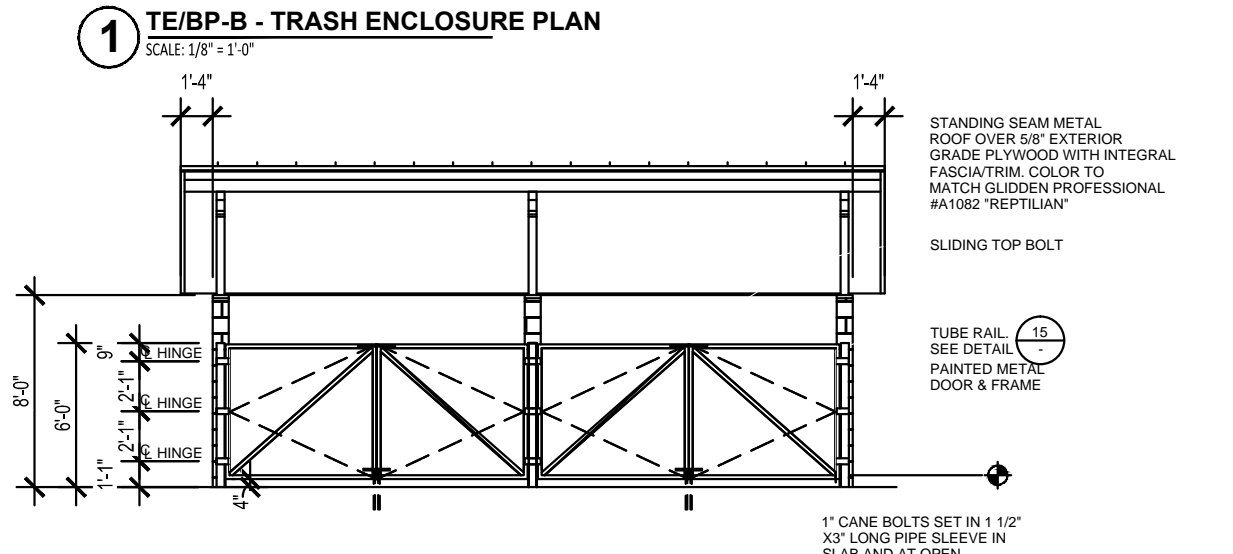 1 TE/BP-B - TRASH ENCLOSURE PLAN
SCALE: 1/8" = 1'-0"
1'-4"
1'-4"
STANDING SEAM METAL
ROOF OVER 5/8" EXTERIOR
GRADE PLYWOOD WITH INTEGRAL
FASCIA/TRIM. COLOR TO
MATCH GLIDDEN PROFESSIONAL
#A1082 "REPTILIAN"
SLIDING TOP BOLT
TUBE RAIL.
SEE DETAIL
15
-
PAINTED METAL
DOOR & FRAME
8'-0"
6'-0"
9"
2'-1"
2'-1"
1'-1"
℄ HINGE
℄ HINGE
℄ HINGE
4"
1" CANE BOLTS SET IN 1 1/2"
X3" LONG PIPE SLEEVE IN
SLAB AND AT OPEN